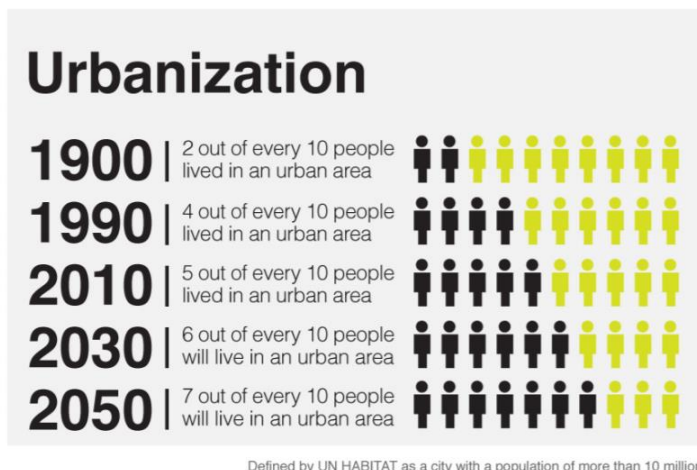 Urbanization
1900 | 2 out of every 10 people
lived in an urban area
1990 | 4 out of every 10 people
lived in an urban area
2010 | 5 out of every 10 people
lived in an urban area
2030 | 6 out of every 10 people
will live in an urban area
2050 | 7 out of every 10 people
will live in an urban area
Defined by UN HABITAT as a city with a population of more than 10 million